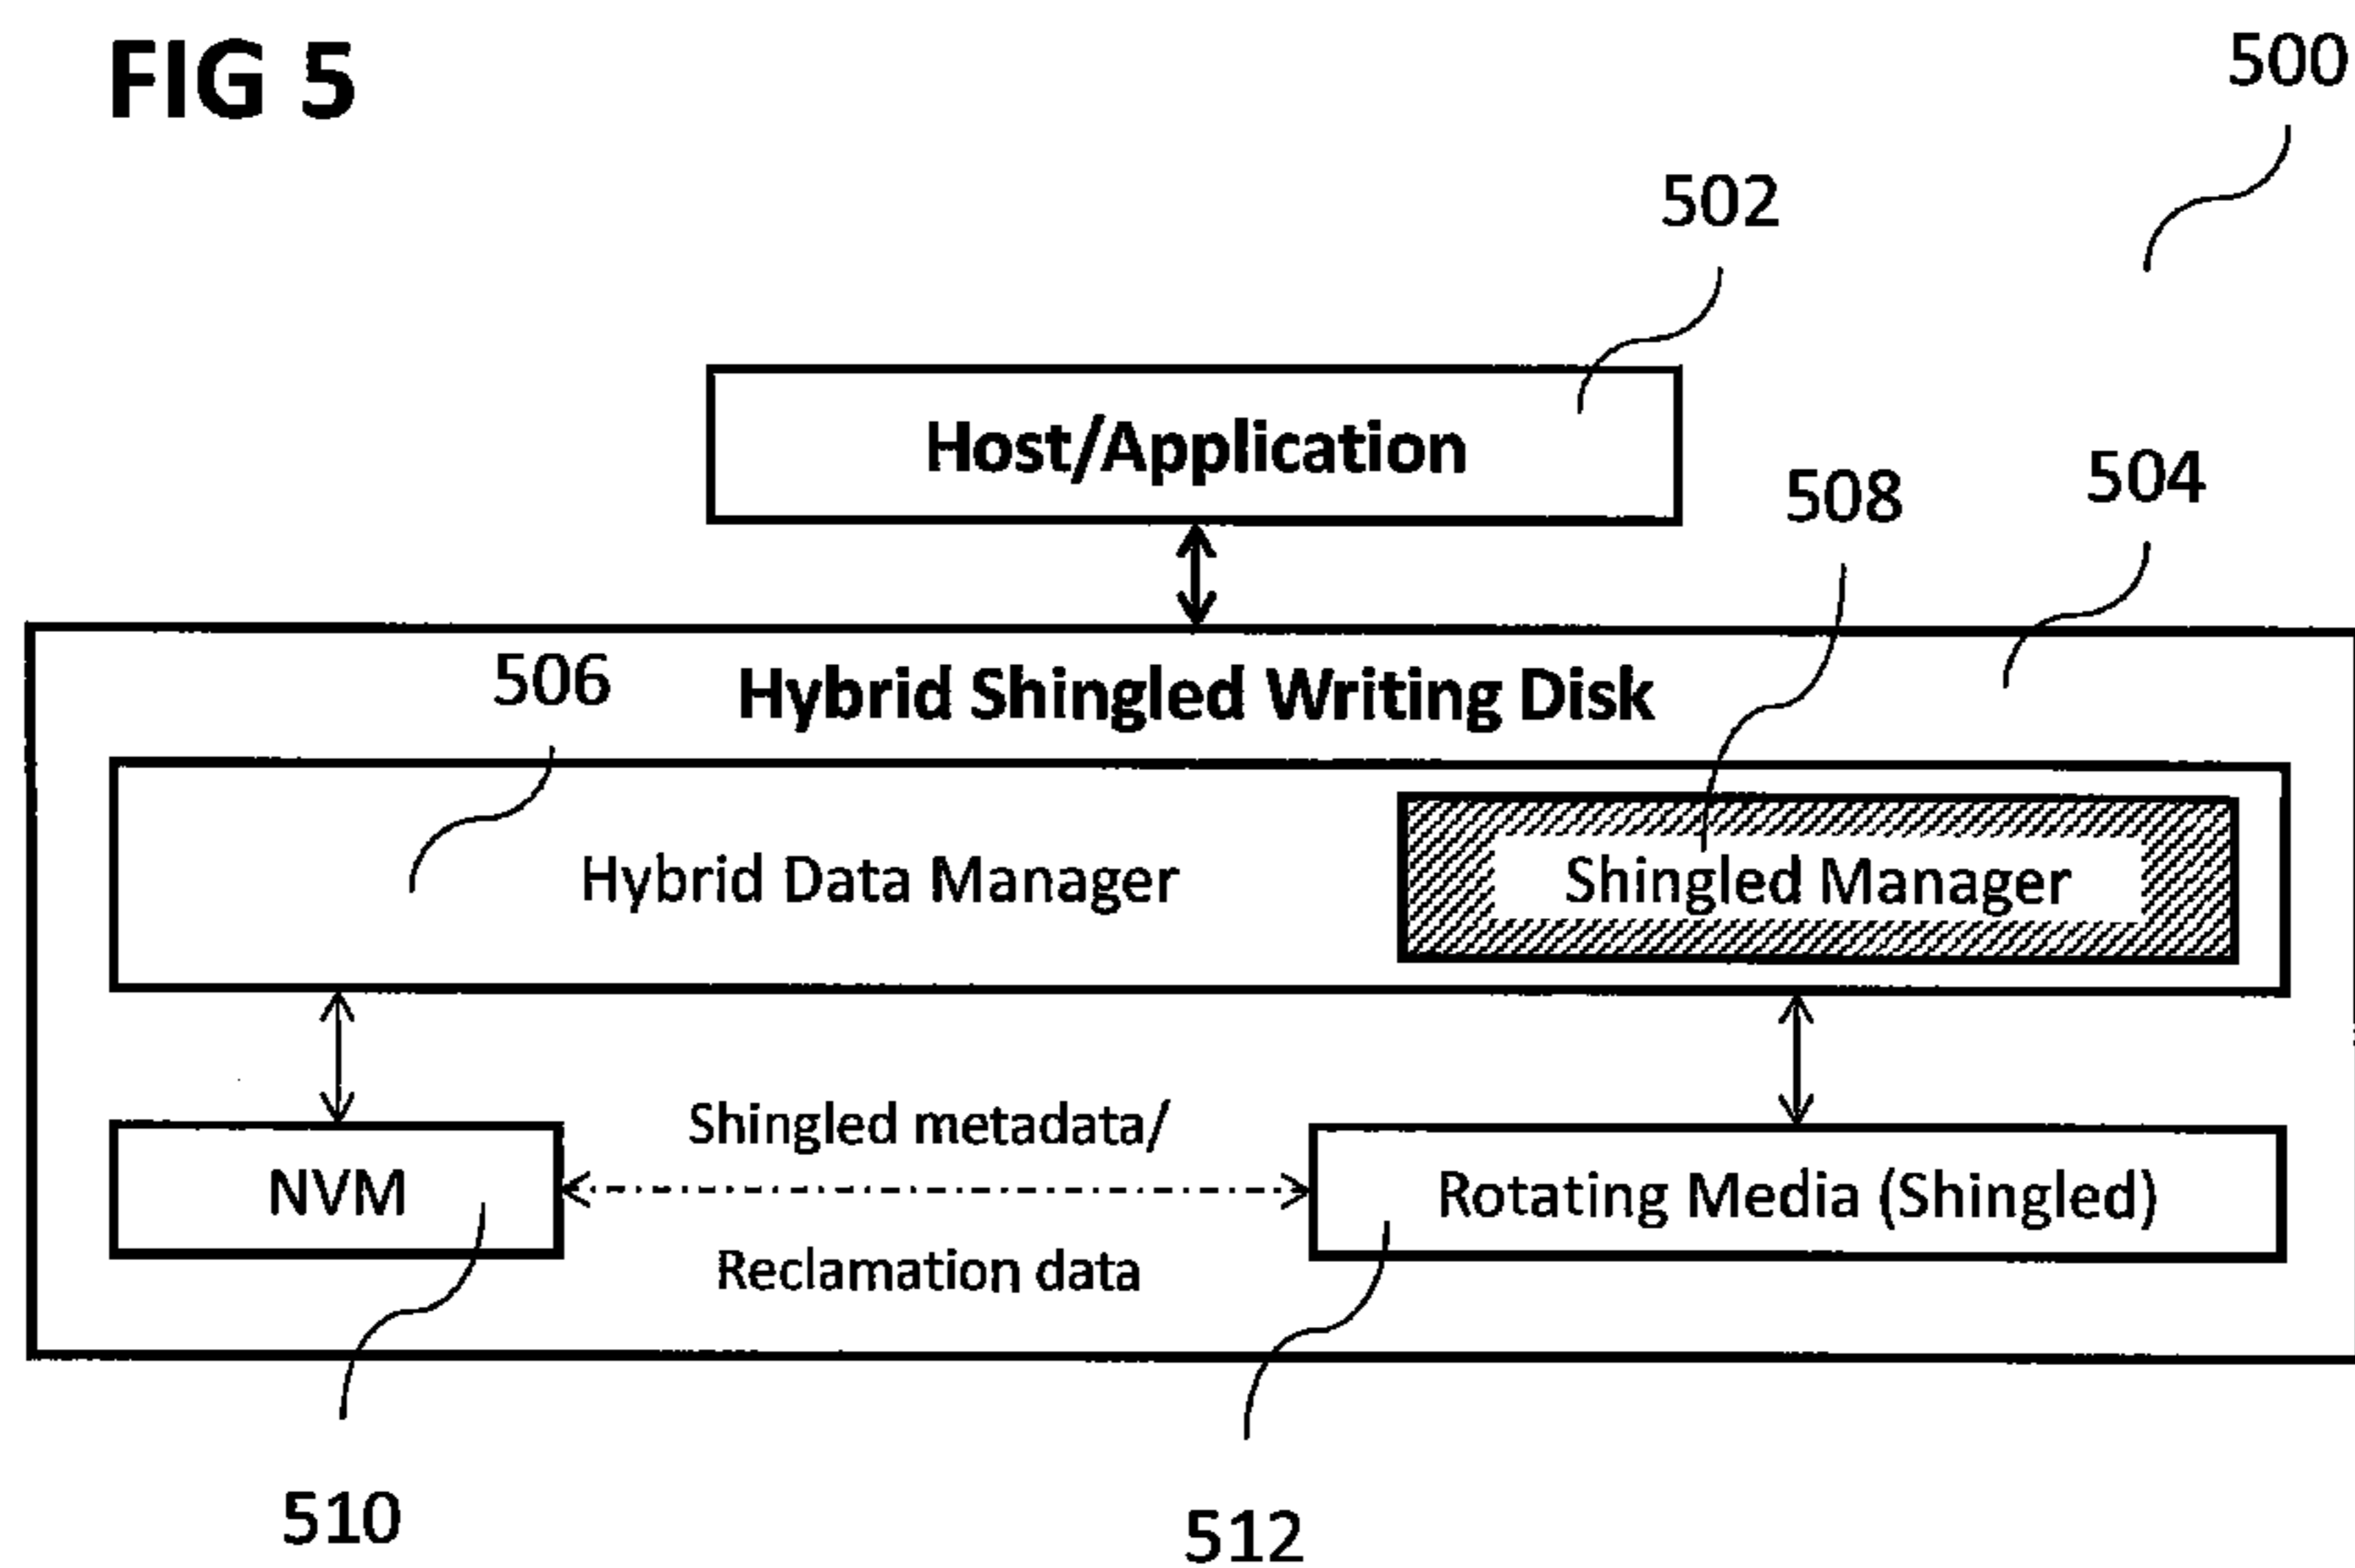 FIG 5
500
502
Host/Application
508
504
506
Hybrid Shingled Writing Disk
Hybrid Data Manager
Shingled Manager
Shingled metadata/
NVM
Rotating Media (Shingled)
Reclamation data
510
512